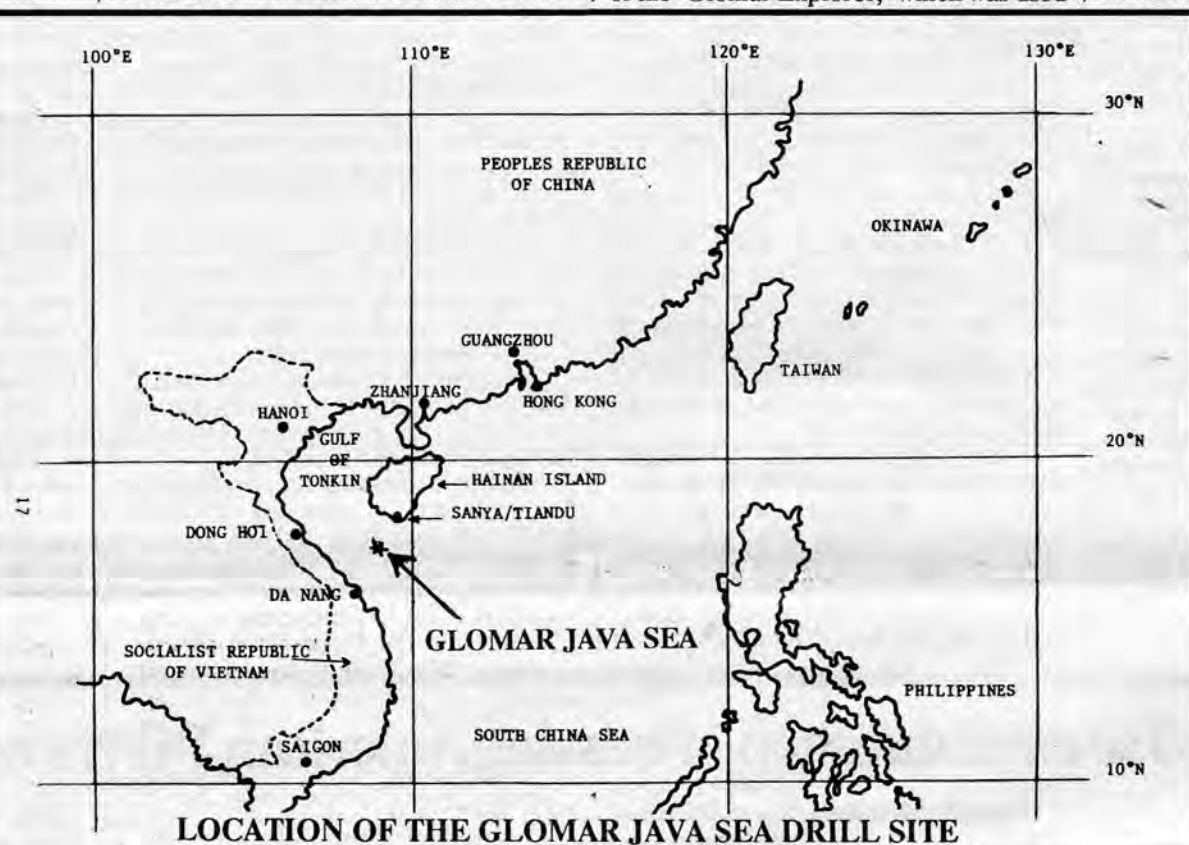 100°E
110°E
120°E
130°E
30°N
PEOPLES REPUBLIC
OF CHINA
OKINAWA
GUANGZHOU
TAIWAN
ZHANJIANG
HONG KONG
HANOI
GULF
OF
TONKIN
20°N
HAINAN ISLAND
SANYA/TIANDU
17
DONG HOI
DA NANG
GLOMAR JAVA SEA
SOCIALIST REPUBLIC
OF VIETNAM
PHILIPPINES
SOUTH CHINA SEA
SAIGON
10°N
LOCATION OF THE GLOMAR JAVA SEA DRILL SITE